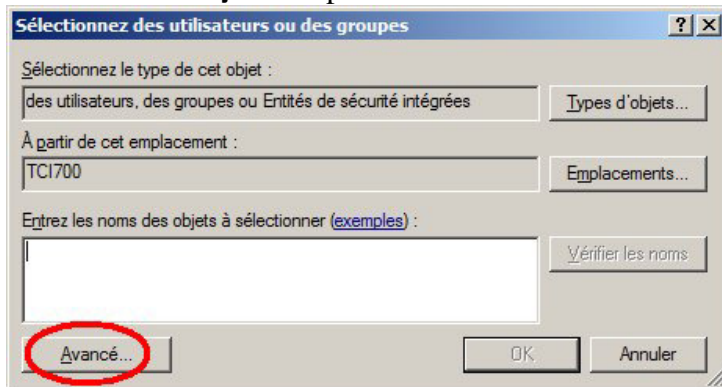 Sélectionnez des utilisateurs ou des groupes
Sélectionnez le type de cet objet :
des utilisateurs, des groupes ou Entités de sécurité intégrées
Types d'objets...
À partir de cet emplacement :
TCI700
Emplacements...
Entrez les noms des objets à sélectionner (exemples) :
Vérifier les noms
Avancé...
OK
Annuler